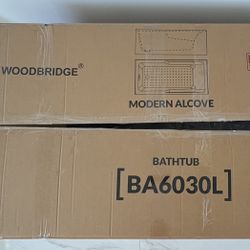 WOODBRIDGE®
MODERN ALCOVE
BATHTUB
[BA6030L]